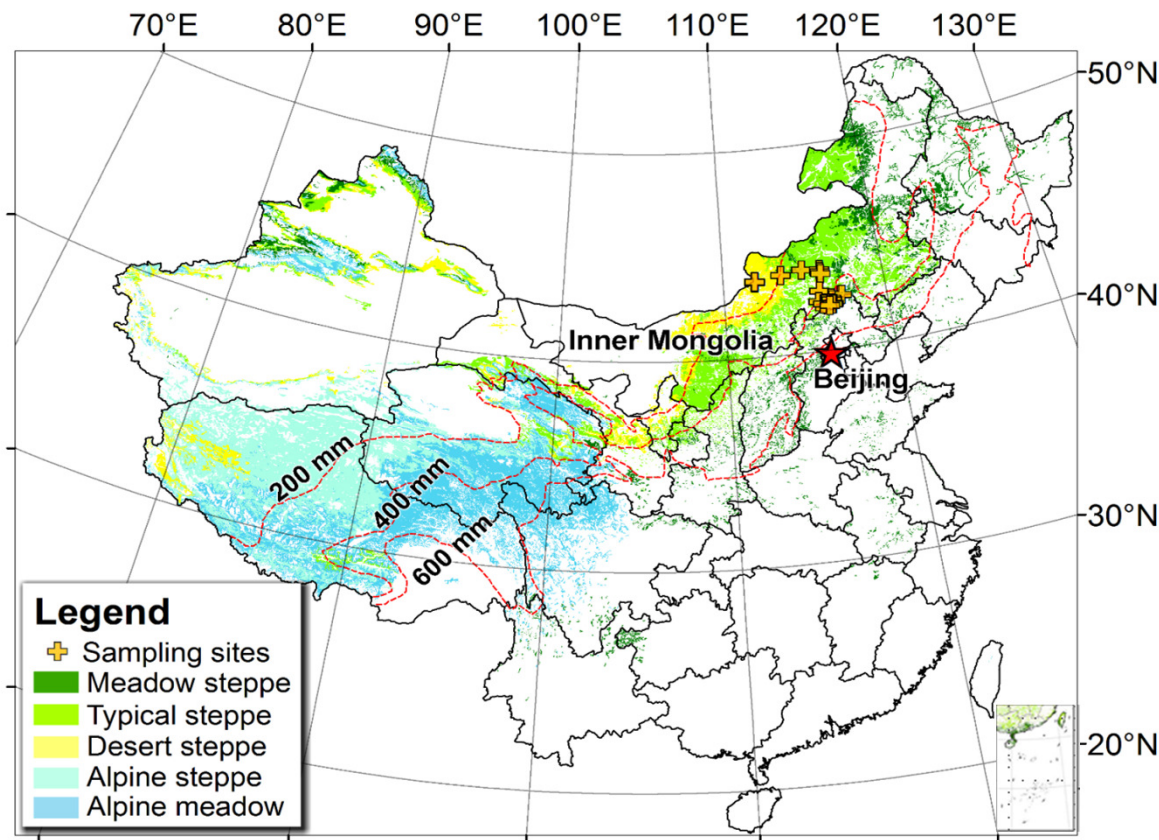 70°E 80°E 90°E 100°E 110°E 120°E 130°E
50°N
40°N
Inner Mongolia
Beijing
200 mm
400 mm
30°N
600 mm
Legend
Sampling sites
Meadow steppe
Typical steppe
Desert steppe
Alpine steppe
20°N
Alpine meadow